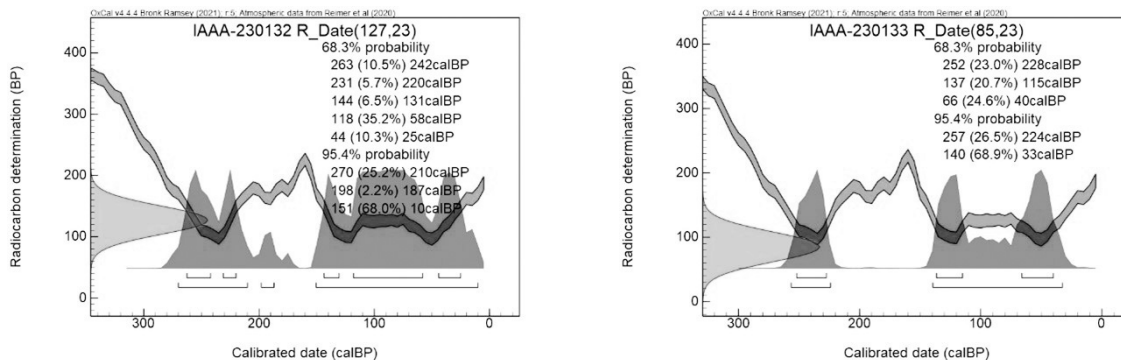 OxCal v4.4.4 Bronk Ramsey (2021); r:5; Atmospheric data from Reimer et al (2020)
IAAA-230132 R_Date(127,23)
68.3% probability
263 (10.5%) 242calBP
231 (5.7%) 220calBP
144 (6.5%) 131calBP
118 (35.2%) 58calBP
44 (10.3%) 25calBP
95.4% probability
270 (25.2%) 210calBP
198 (2.2%) 187calBP
151 (68.0%) 10calBP
Radiocarbon determination (BP)
400
300
200
100
0
300
200
100
0
Calibrated date (calBP)
OxCal v4.4.4 Bronk Ramsey (2021); r:5; Atmospheric data from Reimer et al (2020)
IAAA-230133 R_Date(85,23)
68.3% probability
252 (23.0%) 228calBP
137 (20.7%) 115calBP
66 (24.6%) 40calBP
95.4% probability
257 (26.5%) 224calBP
140 (68.9%) 33calBP
Radiocarbon determination (BP)
400
300
200
100
0
300
200
100
0
Calibrated date (calBP)